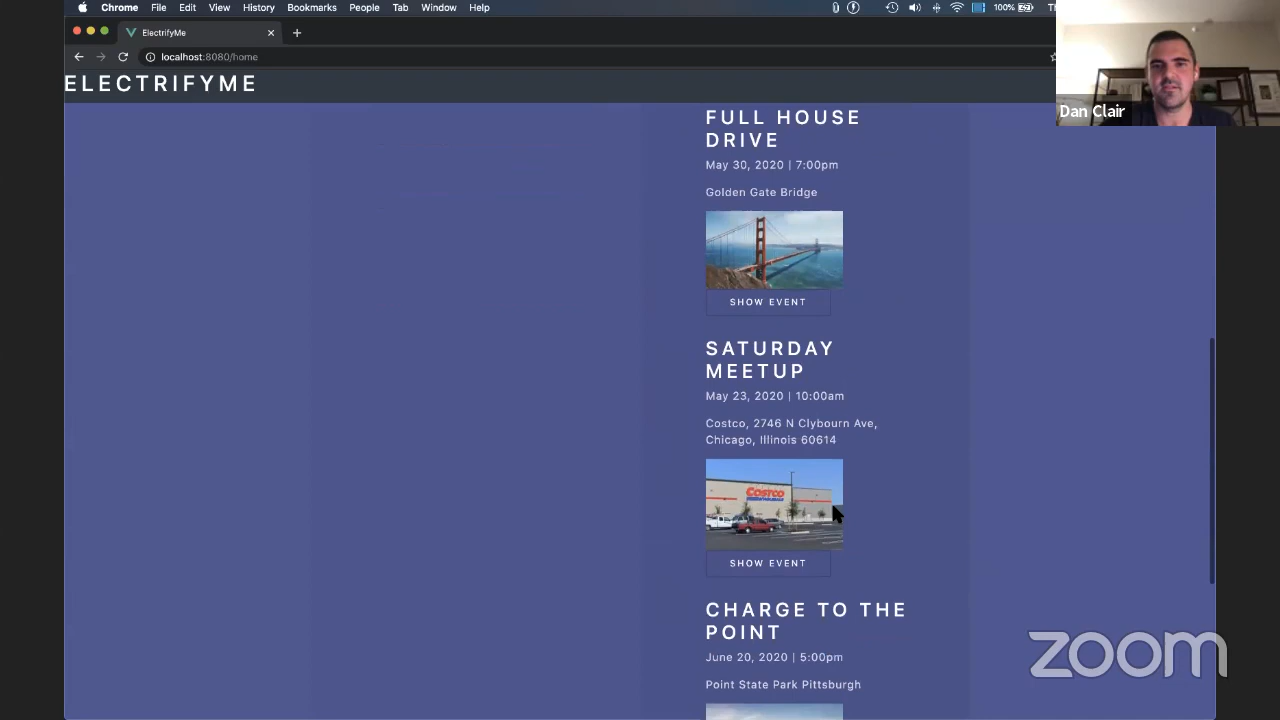 Chrome File Edit View History Bookmarks People Tab Window Help
100%
ElectrifyMe
localhost:8080/home
ELECTRIFYME
Dan Clair
FULL HOUSE
DRIVE
May 30, 2020 | 7:00pm
Golden Gate Bridge
SHOW EVENT
SATURDAY
MEETUP
May 23, 2020 | 10:00am
Costco, 2746 N Clybourn Ave,
Chicago, Illinois 60614
COSTCO
SHOW EVENT
CHARGE TO THE
POINT
June 20, 2020 | 5:00pm
Point State Park Pittsburgh
zoom